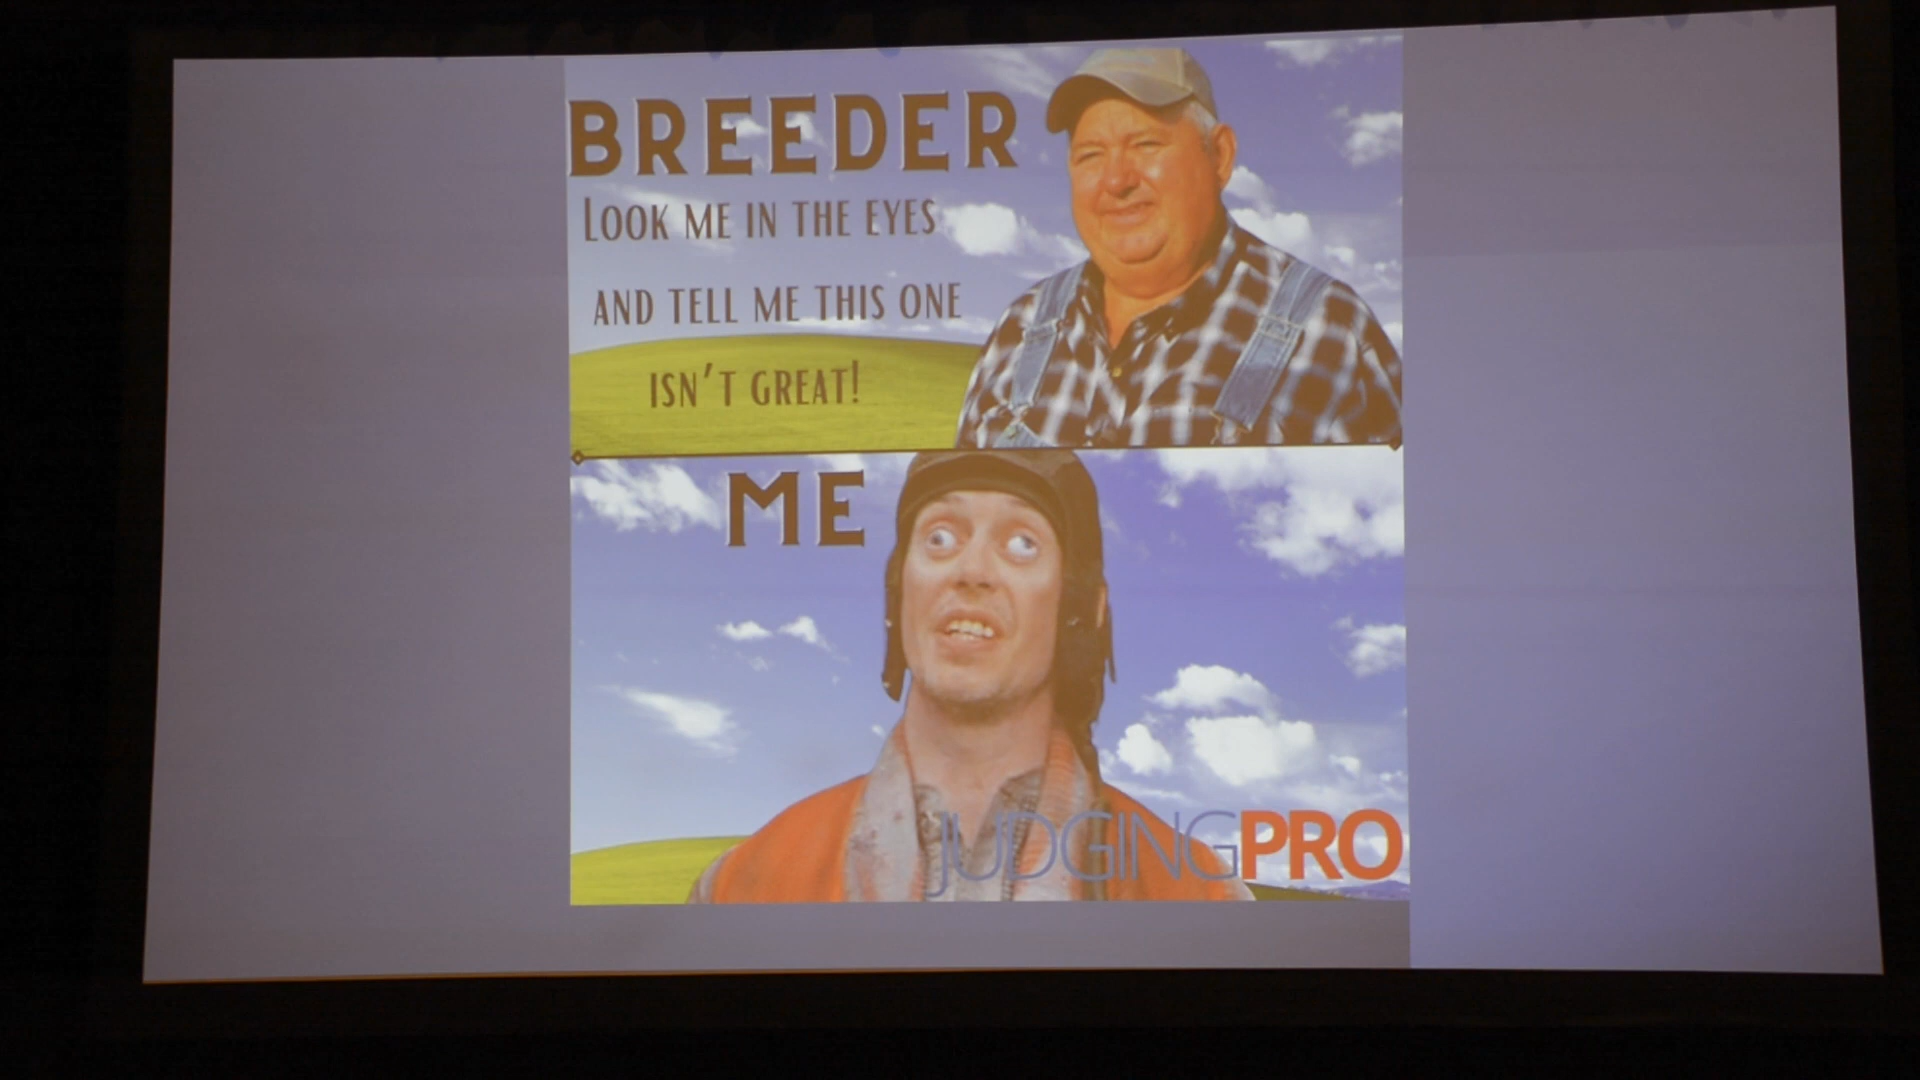 BREEDER
LOOK ME IN THE EYES
AND TELL ME THIS ONE
ISN'T GREAT!
ME
JUDGINGPRO